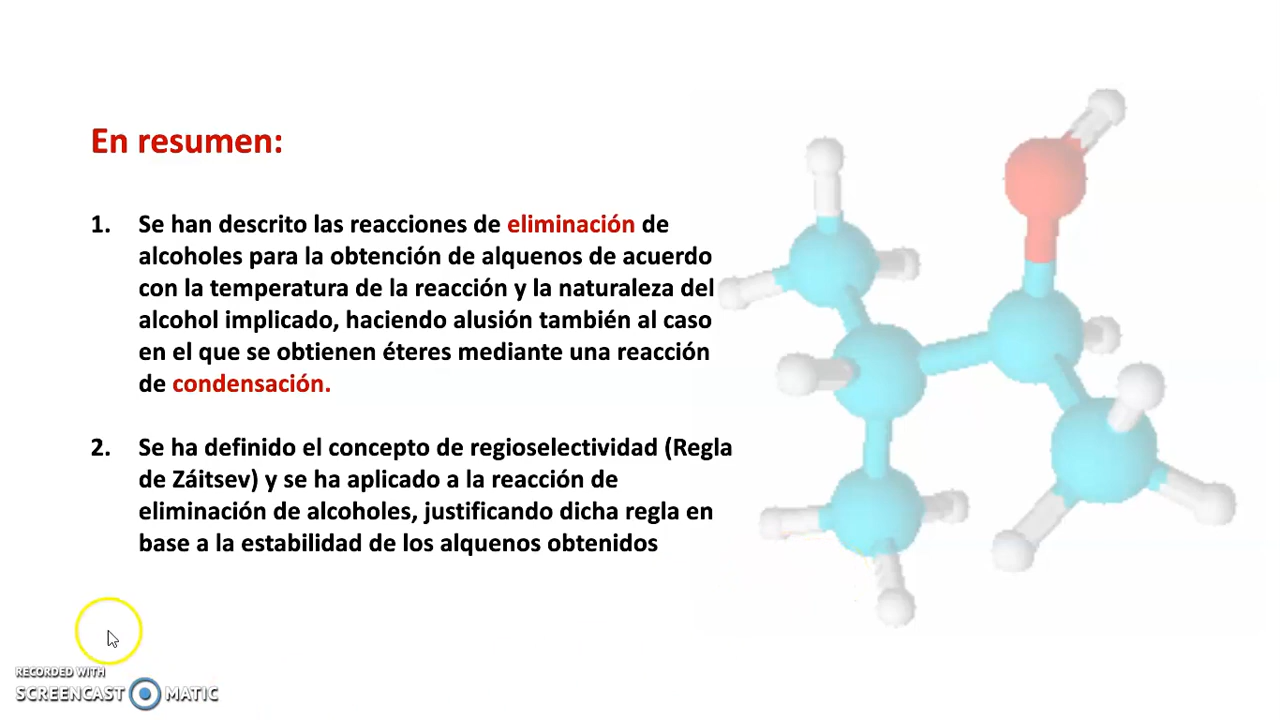 En resumen:
1. Se han descrito las reacciones de eliminación de
alcoholes para la obtención de alquenos de acuerdo
con la temperatura de la reacción y la naturaleza del
alcohol implicado, haciendo alusión también al caso
en el que se obtienen éteres mediante una reacción
de condensación.
2. Se ha definido el concepto de regioselectividad (Regla
de Záitsev) y se ha aplicado a la reacción de
eliminación de alcoholes, justificando dicha regla en
base a la estabilidad de los alquenos obtenidos
RECORDED WITH
SCREENCAST MATIC